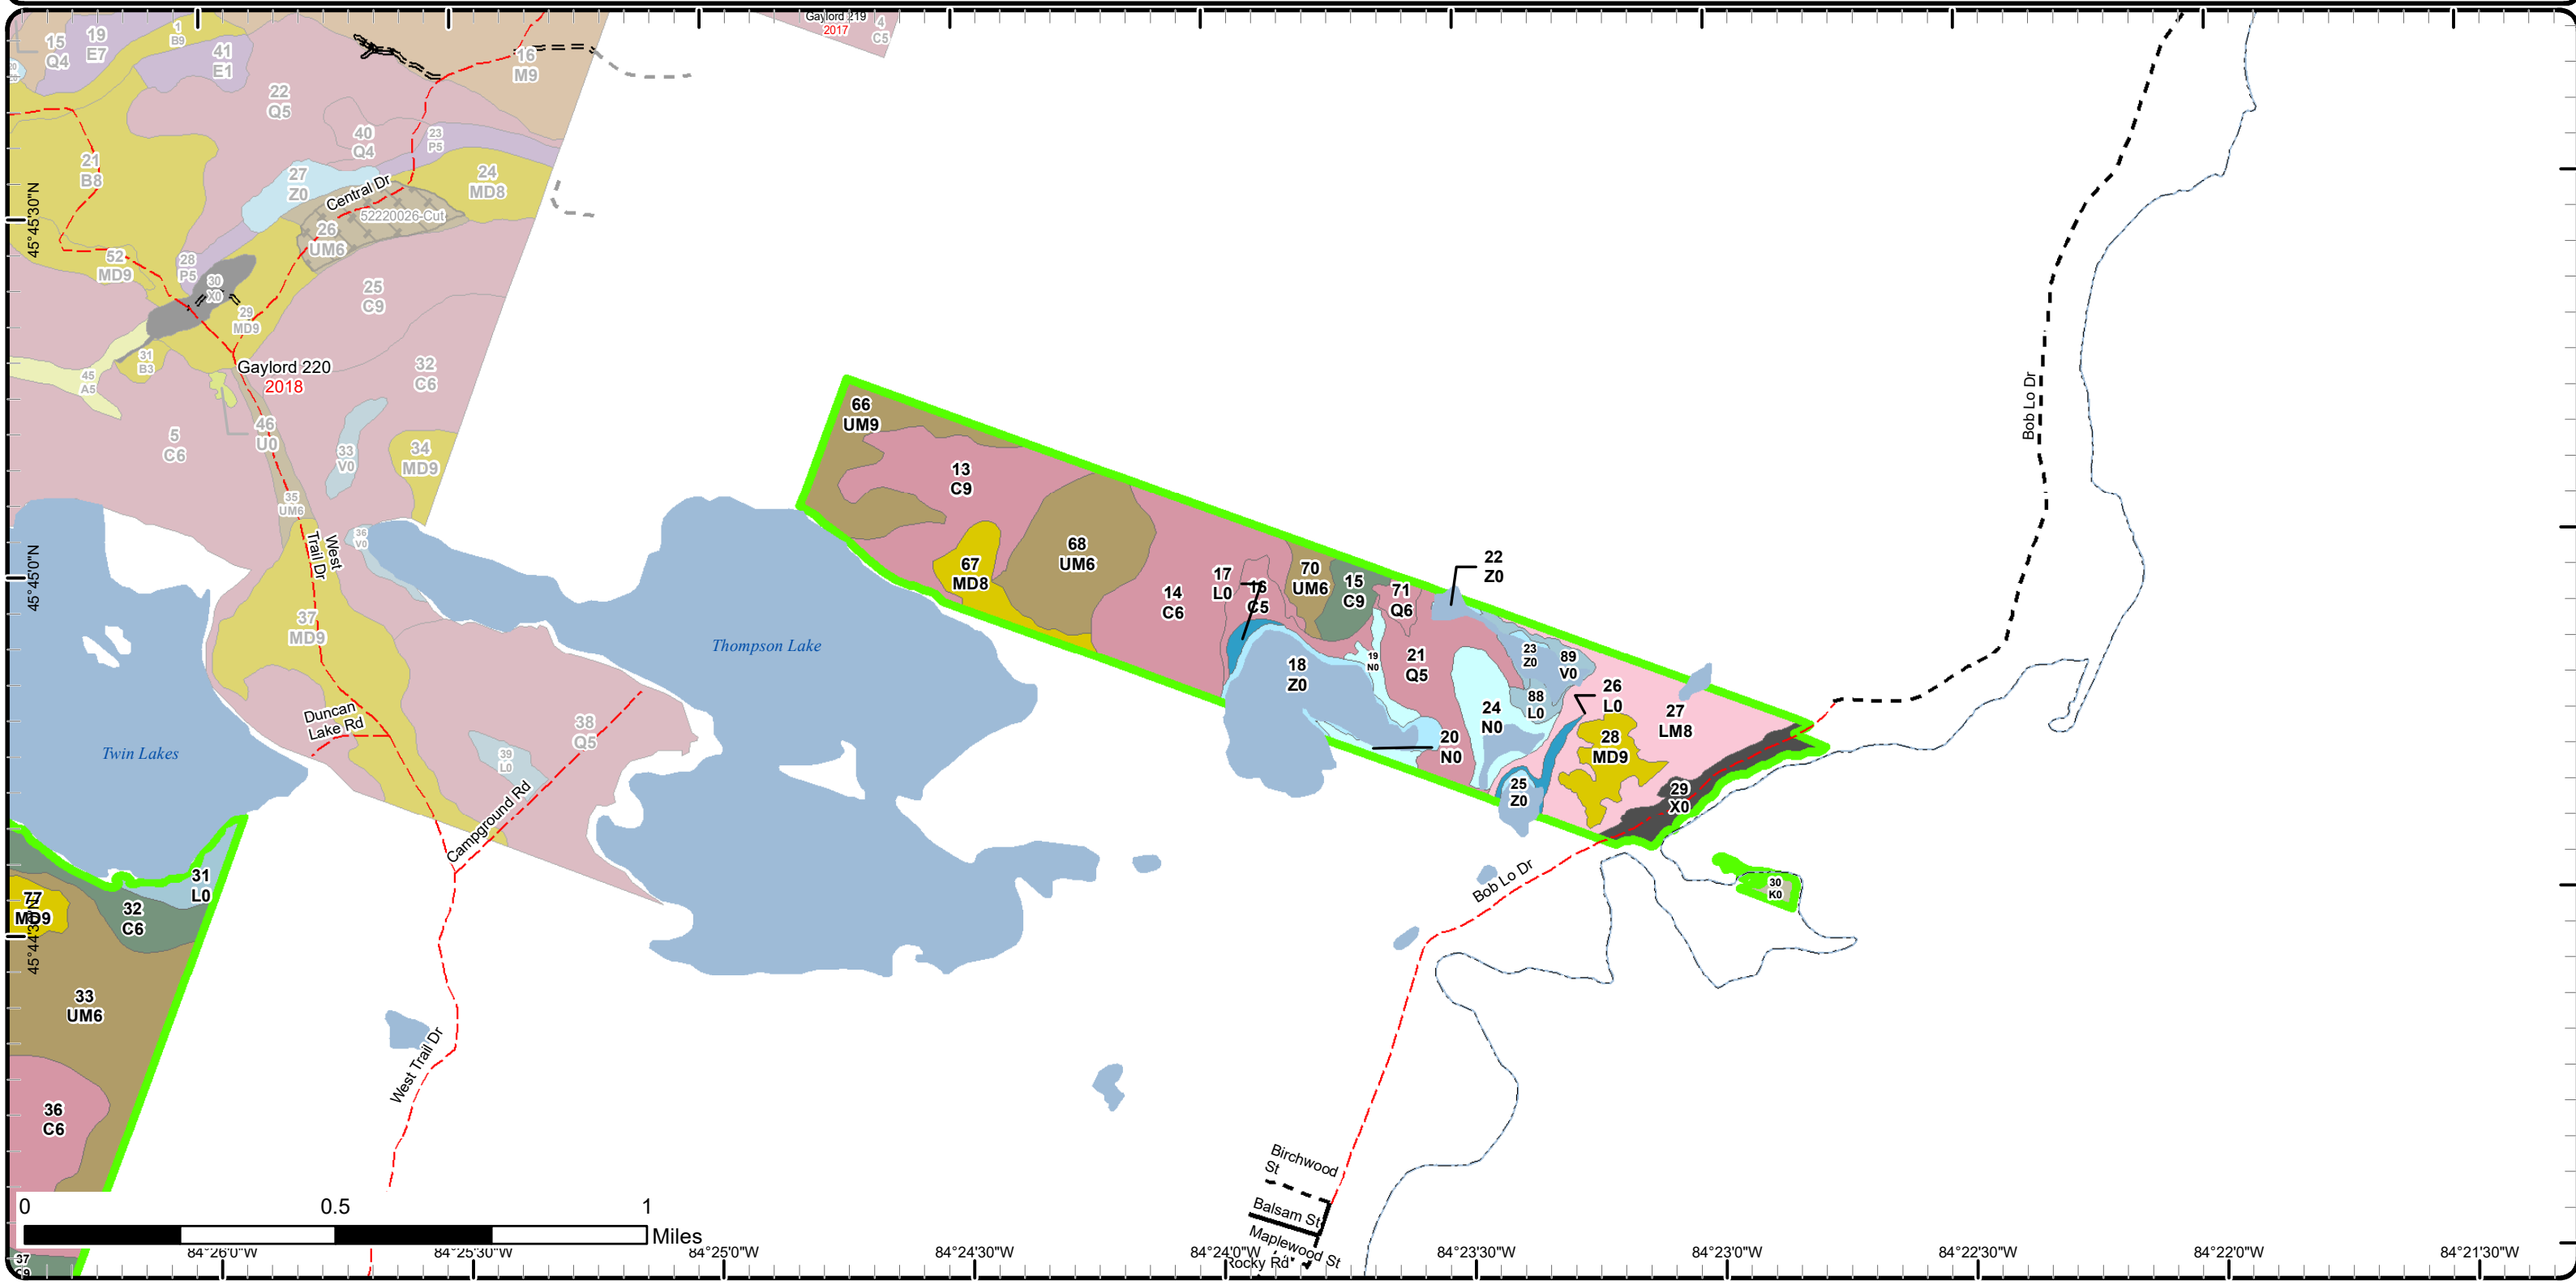 Gaylord 219
2017
4
C5
15
Q4
19
E7
1
B9
41
E1
16
M9
22
Q5
40
Q4
23
P5
21
B8
27
Z0
Central Dr
24
MD8
52220026-Cut
26
UM6
45°45'30"N
52
MD9
28
P5
30
X0
25
C9
29
MD9
31
B3
45
A5
Gaylord 220
2018
32
C6
5
C6
46
U0
33
V0
34
MD9
35
UM6
36
V0
West
Trail Dr
45°45'0"N
37
MD9
Duncan
Lake Rd
38
Q5
39
L0
Campground Rd
Twin Lakes
Thompson Lake
66
UM9
13
C9
67
MD8
68
UM6
14
C6
17
L0
16
C5
70
UM6
15
C9
71
Q6
22
Z0
18
Z0
19
N0
21
Q5
23
Z0
89
V0
88
L0
26
L0
27
LM8
24
N0
20
N0
28
MD9
25
Z0
29
X0
30
K0
Bob Lo Dr
Bob Lo Dr
31
L0
77
MD9
32
C6
45°44'30"N
33
UM6
36
C6
West Trail Dr
Birchwood
St
Balsam St
Maplewood St
Rocky Rd
0 0.5 1
Miles
37
C9
84°26'0"W 84°25'30"W 84°25'0"W 84°24'30"W 84°24'0"W 84°23'30"W 84°23'0"W 84°22'30"W 84°22'0"W 84°21'30"W